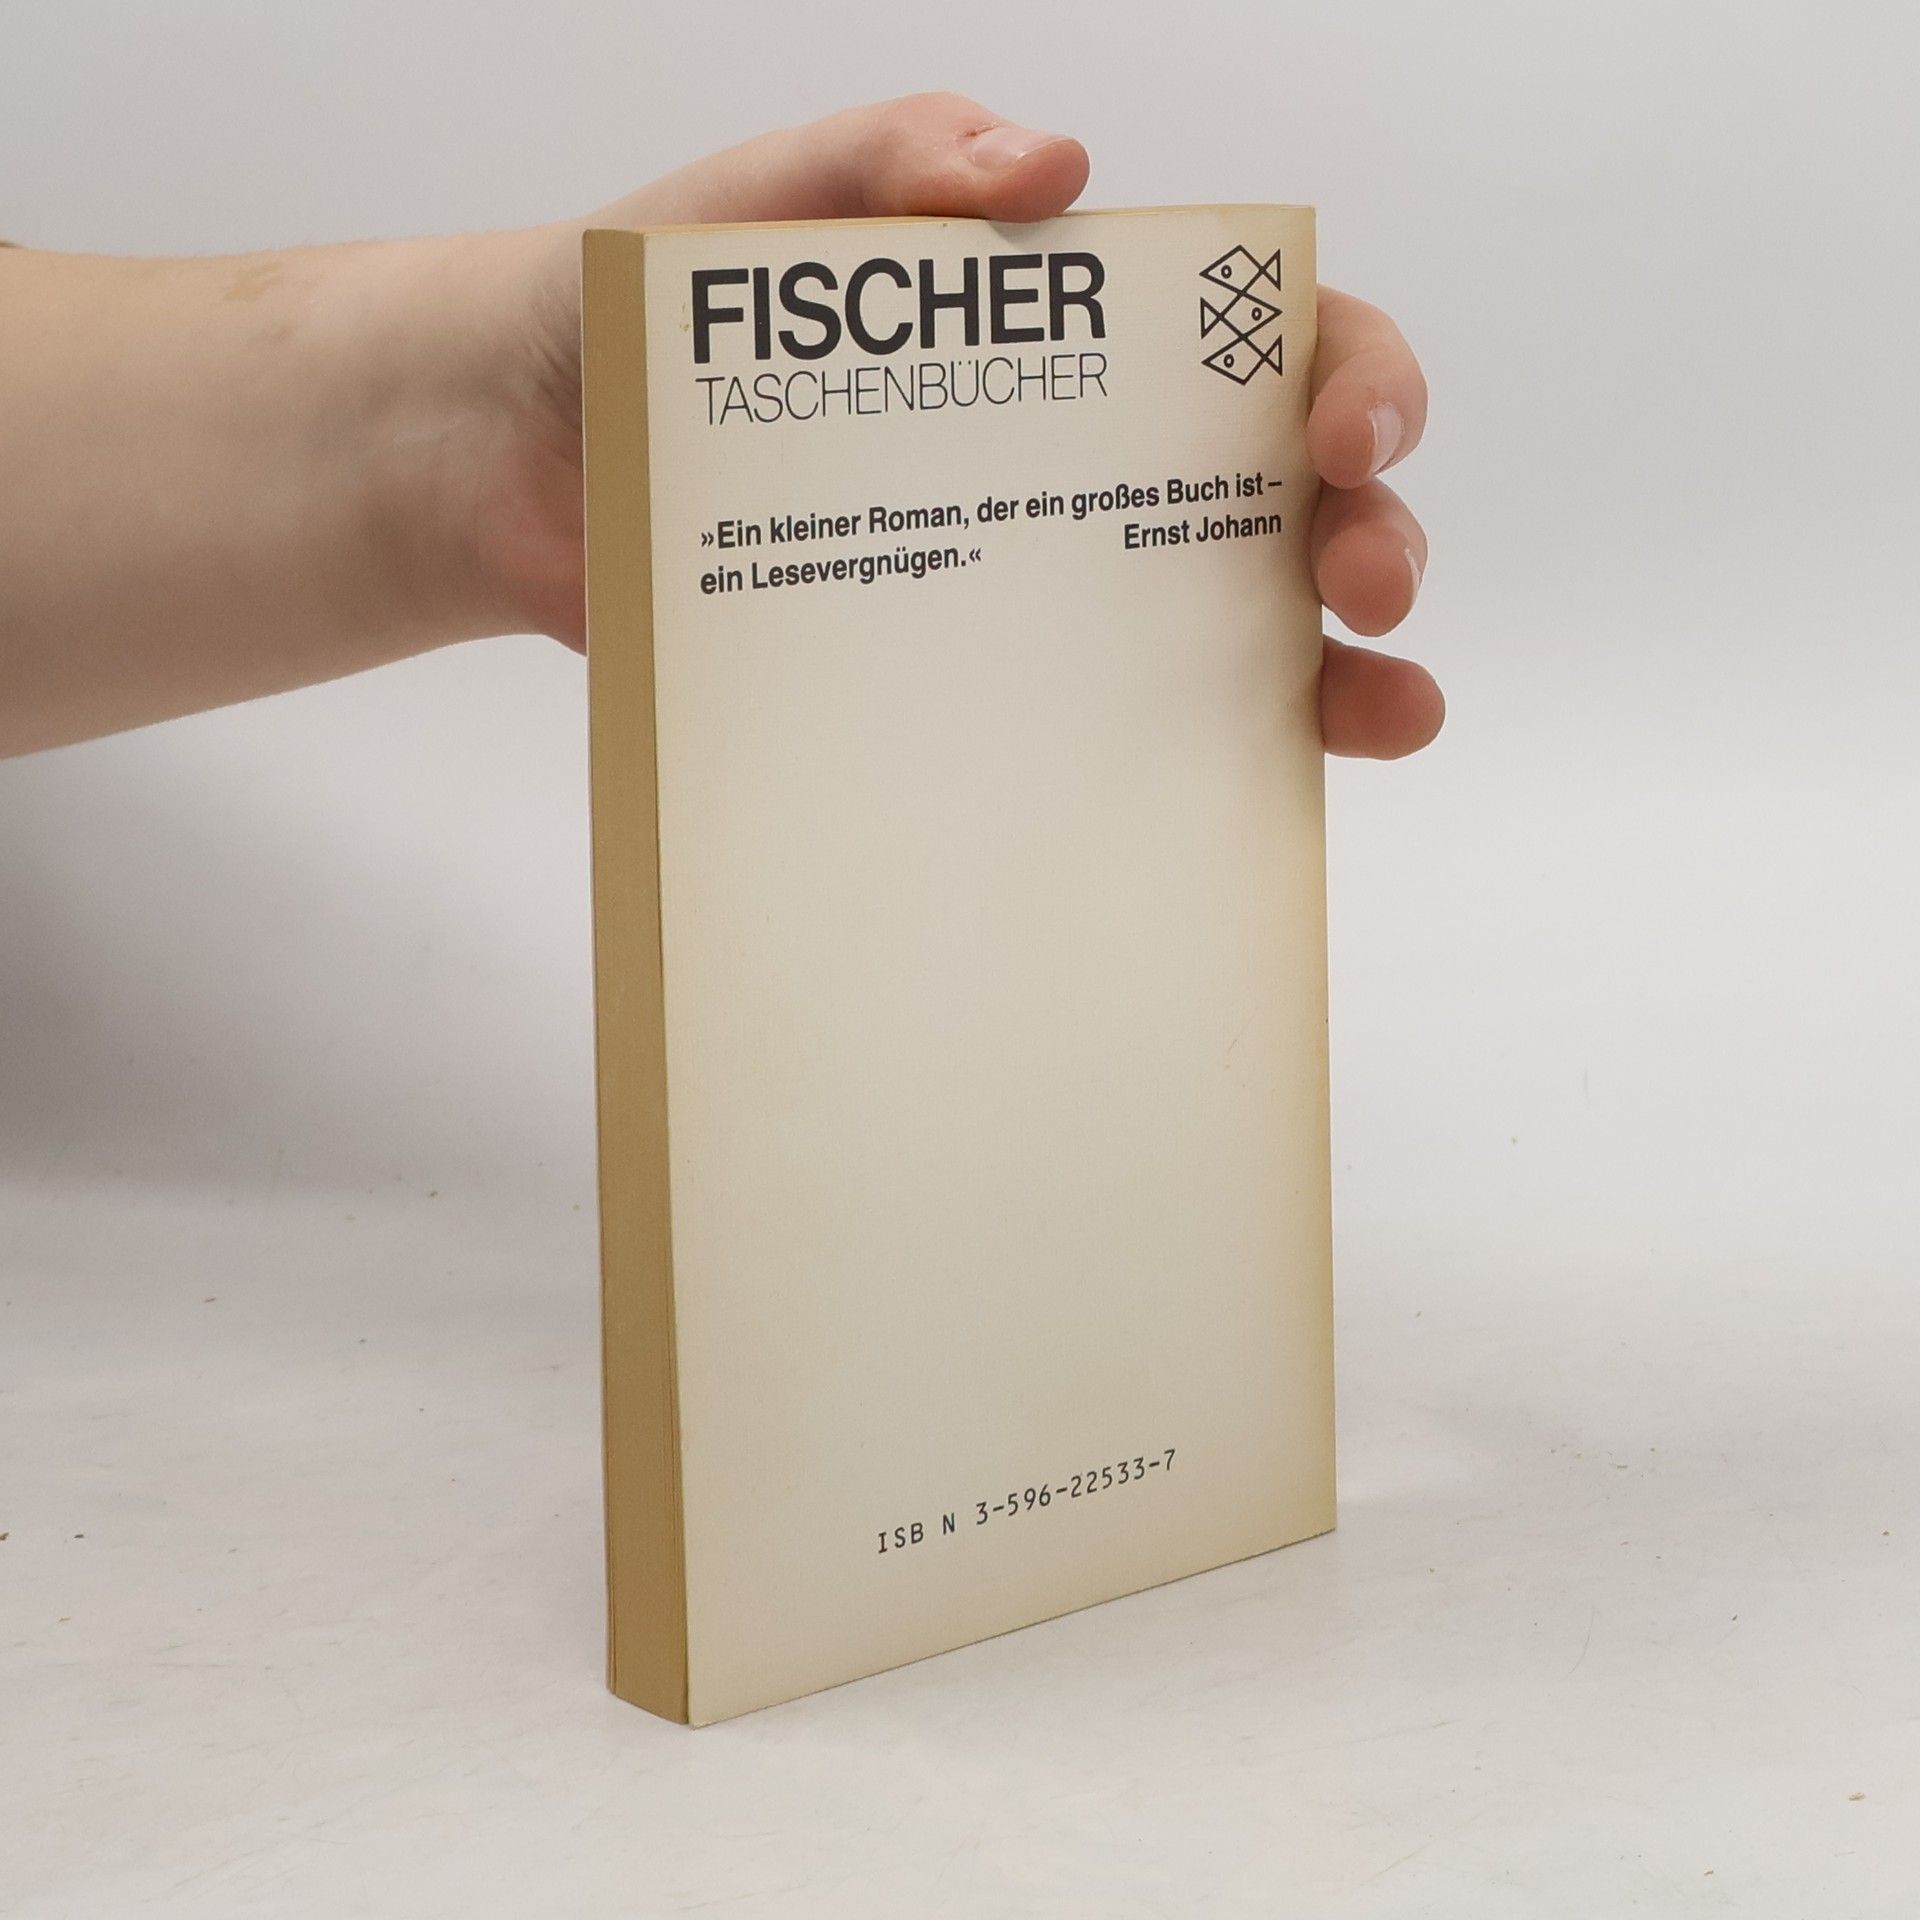 FISCHER
TASCHENBÜCHER
»Ein kleiner Roman, der ein großes Buch ist –
ein Lesevergnügen.« Ernst Johann
ISB N 3-596-22533-7